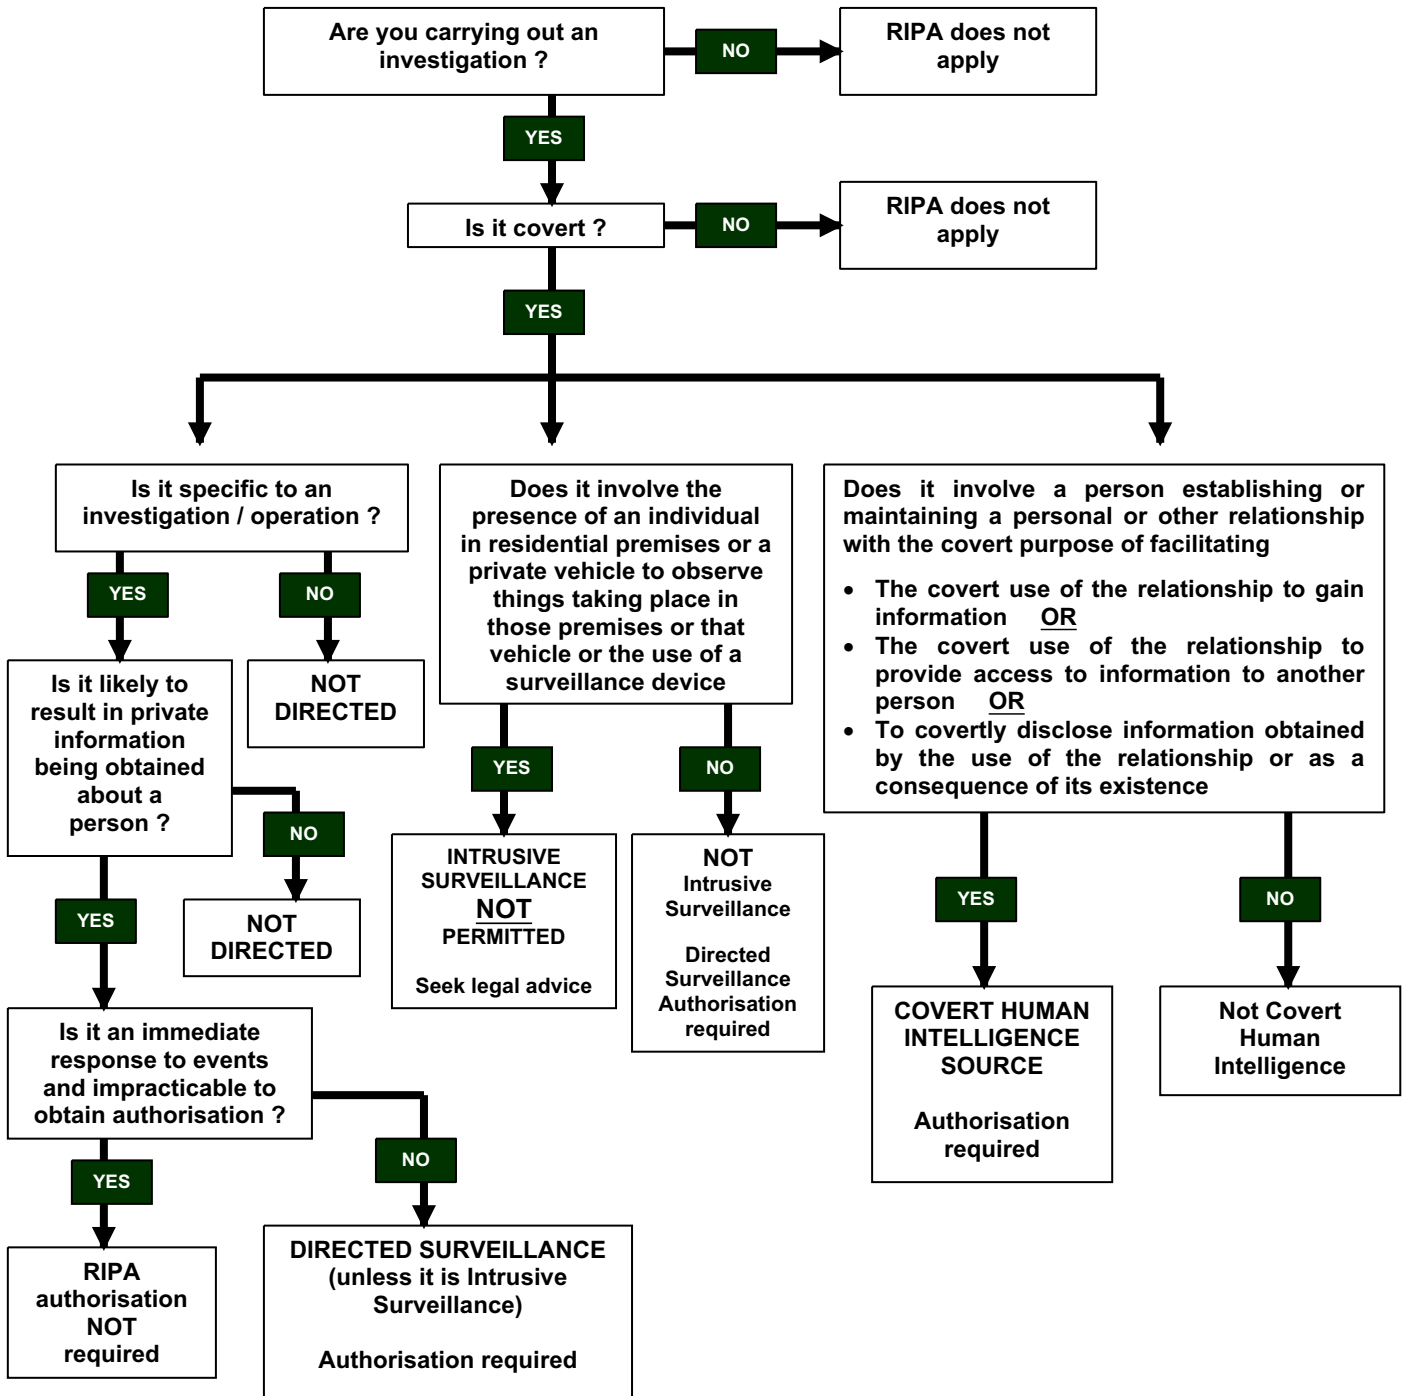 Are you carrying out an
investigation ?
NO
RIPA does not
apply
YES
Is it covert ?
NO
RIPA does not
apply
YES
Is it specific to an
investigation / operation ?
YES
NO
NOT
DIRECTED
Is it likely to
result in private
information
being obtained
about a
person ?
NO
NOT
DIRECTED
YES
Is it an immediate
response to events
and impracticable to
obtain authorisation ?
YES
RIPA
authorisation
NOT
required
NO
DIRECTED SURVEILLANCE
(unless it is Intrusive
Surveillance)
Authorisation required
Does it involve the
presence of an individual
in residential premises or a
private vehicle to observe
things taking place in
those premises or that
vehicle or the use of a
surveillance device
YES
INTRUSIVE
SURVEILLANCE
NOT
PERMITTED
Seek legal advice
NO
NOT
Intrusive
Surveillance
Directed
Surveillance
Authorisation
required
Does it involve a person establishing or
maintaining a personal or other relationship
with the covert purpose of facilitating
• The covert use of the relationship to gain
information OR
• The covert use of the relationship to
provide access to information to another
person OR
• To covertly disclose information obtained
by the use of the relationship or as a
consequence of its existence
YES
COVERT HUMAN
INTELLIGENCE
SOURCE
Authorisation
required
NO
Not Covert
Human
Intelligence